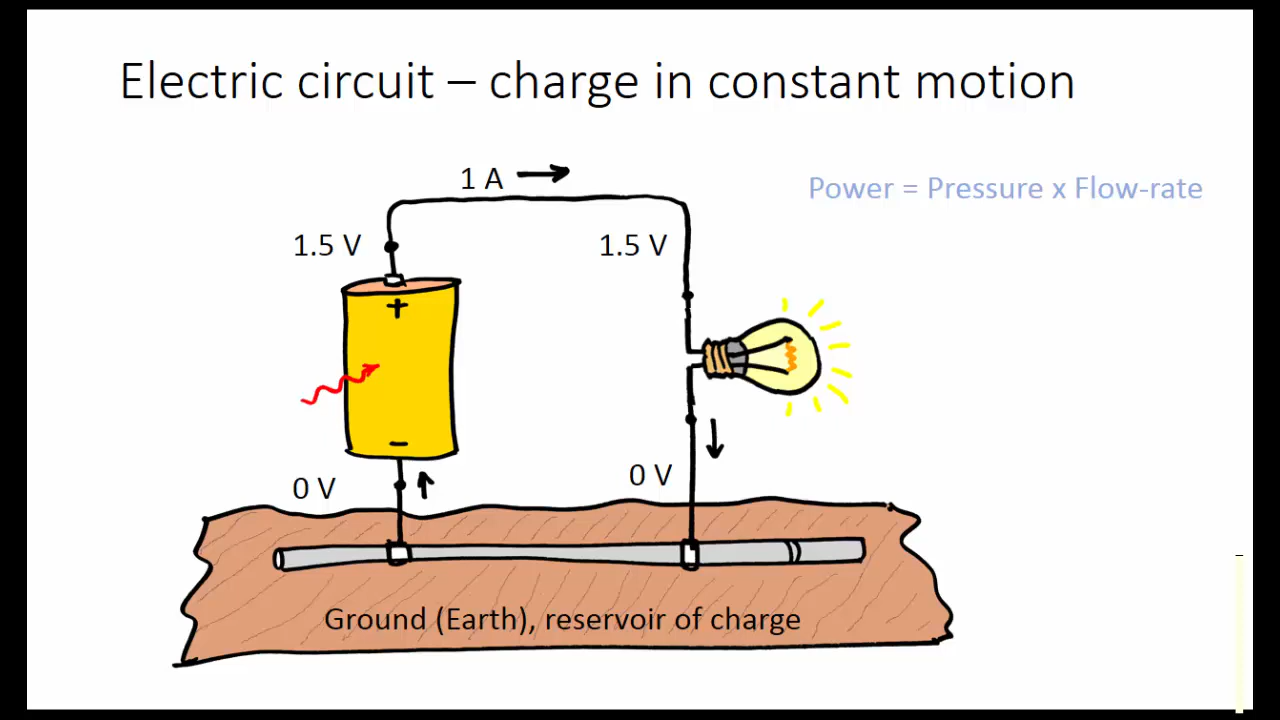 Electric circuit – charge in constant motion
1 A
Power = Pressure x Flow-rate
1.5 V
1.5 V
+
–
0 V
0 V
Ground (Earth), reservoir of charge